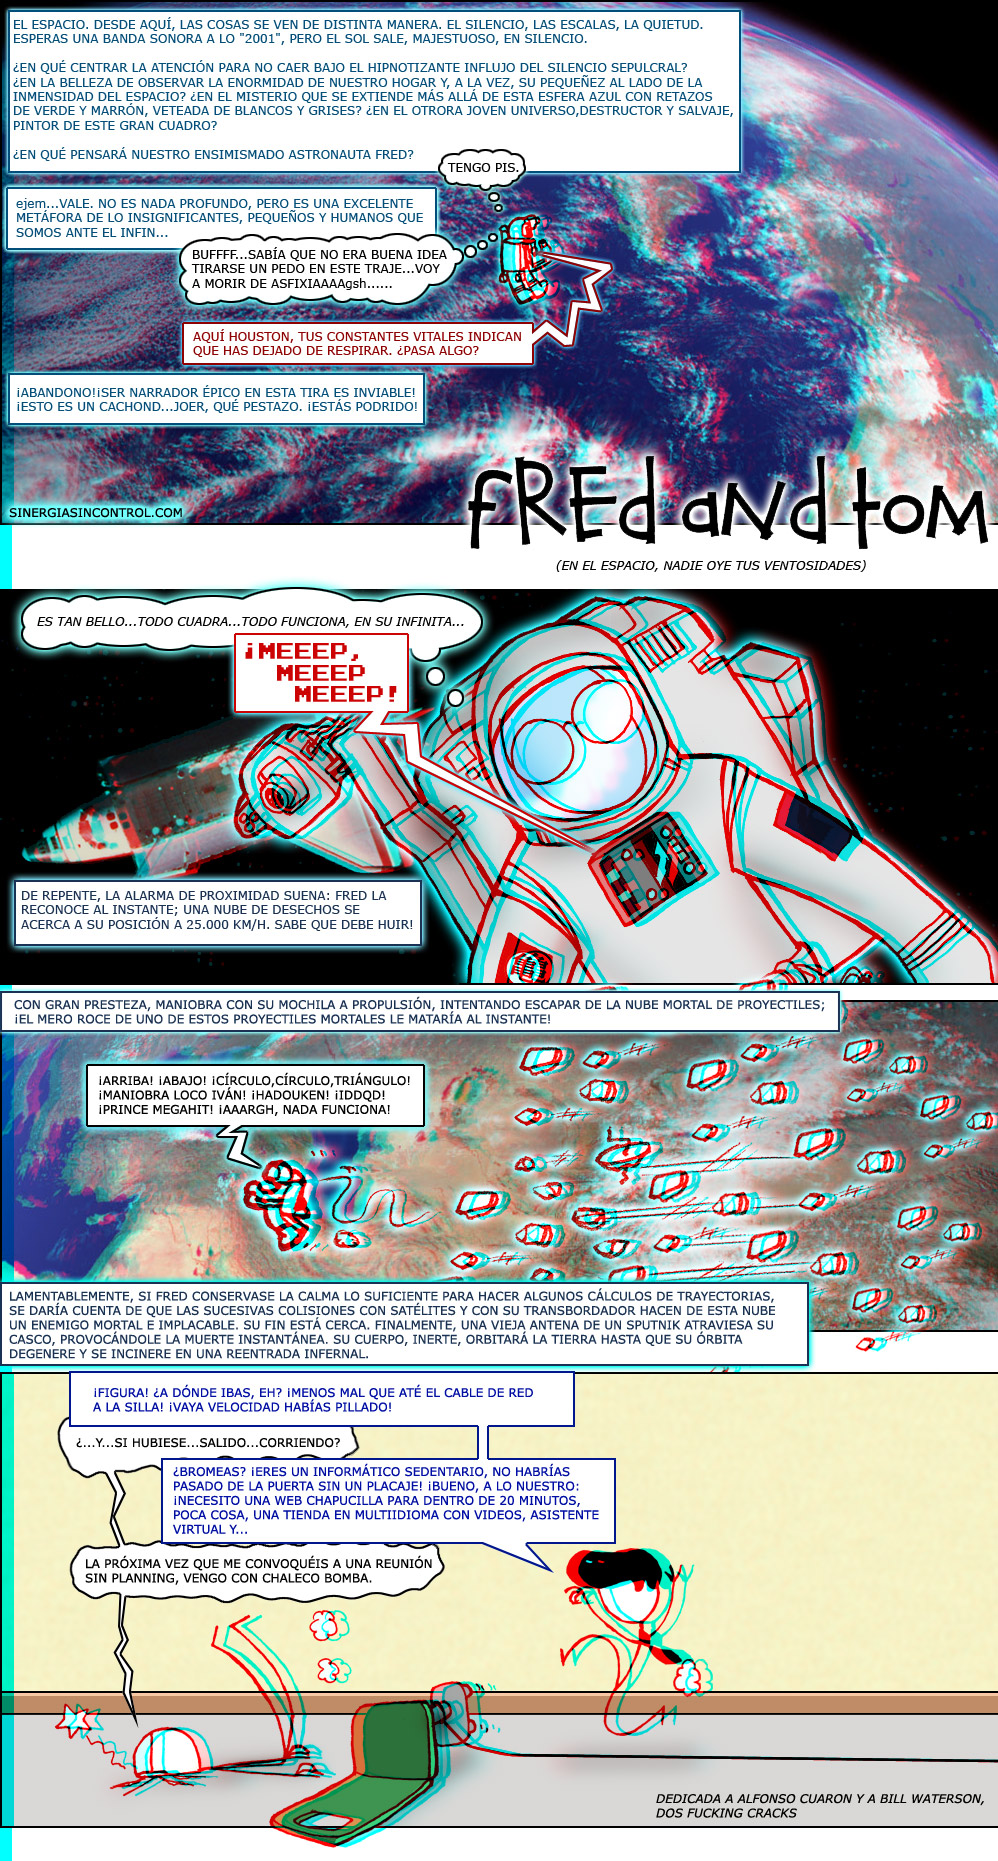 EL ESPACIO. DESDE AQUÍ, LAS COSAS SE VEN DE DISTINTA MANERA. EL SILENCIO, LAS ESCALAS, LA QUIETUD.
ESPERAS UNA BANDA SONORA A LO "2001", PERO EL SOL SALE, MAJESTUOSO, EN SILENCIO.
¿EN QUÉ CENTRAR LA ATENCIÓN PARA NO CAER BAJO EL HIPNOTIZANTE INFLUJO DEL SILENCIO SEPULCRAL?
¿EN LA BELLEZA DE OBSERVAR LA ENORMIDAD DE NUESTRO HOGAR Y, A LA VEZ, SU PEQUEÑEZ AL LADO DE LA
INMENSIDAD DEL ESPACIO? ¿EN EL MISTERIO QUE SE EXTIENDE MÁS ALLÁ DE ESTA ESFERA AZUL CON RETAZOS
DE VERDE Y MARRÓN, VETEADA DE BLANCOS Y GRISES? ¿EN EL OTRORA JOVEN UNIVERSO,DESTRUCTOR Y SALVAJE,
PINTOR DE ESTE GRAN CUADRO?
¿EN QUÉ PENSARÁ NUESTRO ENSIMISMADO ASTRONAUTA FRED?
TENGO PIS.
ejem...VALE. NO ES NADA PROFUNDO, PERO ES UNA EXCELENTE
METÁFORA DE LO INSIGNIFICANTES, PEQUEÑOS Y HUMANOS QUE
SOMOS ANTE EL INFIN...
BUFFFF...SABÍA QUE NO ERA BUENA IDEA
TIRARSE UN PEDO EN ESTE TRAJE...VOY
A MORIR DE ASFIXIAAAAgsh......
AQUÍ HOUSTON, TUS CONSTANTES VITALES INDICAN
QUE HAS DEJADO DE RESPIRAR. ¿PASA ALGO?
¡ABANDONO!¡SER NARRADOR ÉPICO EN ESTA TIRA ES INVIABLE!
¡ESTO ES UN CACHOND...JOER, QUÉ PESTAZO. ¡ESTÁS PODRIDO!
SINERGIASINCONTROL.COM
fREd aNd toM
(EN EL ESPACIO, NADIE OYE TUS VENTOSIDADES)
ES TAN BELLO...TODO CUADRA...TODO FUNCIONA, EN SU INFINITA...
¡MEEEP,
MEEEP
MEEEP!
DE REPENTE, LA ALARMA DE PROXIMIDAD SUENA: FRED LA
RECONOCE AL INSTANTE; UNA NUBE DE DESECHOS SE
ACERCA A SU POSICIÓN A 25.000 KM/H. SABE QUE DEBE HUIR!
CON GRAN PRESTEZA, MANIOBRA CON SU MOCHILA A PROPULSIÓN, INTENTANDO ESCAPAR DE LA NUBE MORTAL DE PROYECTILES;
¡EL MERO ROCE DE UNO DE ESTOS PROYECTILES MORTALES LE MATARÍA AL INSTANTE!
¡ARRIBA! ¡ABAJO! ¡CÍRCULO,CÍRCULO,TRIÁNGULO!
¡MANIOBRA LOCO IVÁN! ¡HADOUKEN! ¡IDDQD!
¡PRINCE MEGAHIT! ¡AAARGH, NADA FUNCIONA!
LAMENTABLEMENTE, SI FRED CONSERVASE LA CALMA LO SUFICIENTE PARA HACER ALGUNOS CÁLCULOS DE TRAYECTORIAS,
SE DARÍA CUENTA DE QUE LAS SUCESIVAS COLISIONES CON SATÉLITES Y CON SU TRANSBORDADOR HACEN DE ESTA NUBE
UN ENEMIGO MORTAL E IMPLACABLE. SU FIN ESTÁ CERCA. FINALMENTE, UNA VIEJA ANTENA DE UN SPUTNIK ATRAVIESA SU
CASCO, PROVOCÁNDOLE LA MUERTE INSTANTÁNEA. SU CUERPO, INERTE, ORBITARÁ LA TIERRA HASTA QUE SU ÓRBITA
DEGENERE Y SE INCINERE EN UNA REENTRADA INFERNAL.
¡FIGURA! ¿A DÓNDE IBAS, EH? ¡MENOS MAL QUE ATÉ EL CABLE DE RED
A LA SILLA! ¡VAYA VELOCIDAD HABÍAS PILLADO!
¿...Y...SI HUBIESE...SALIDO...CORRIENDO?
¿BROMEAS? ¡ERES UN INFORMÁTICO SEDENTARIO, NO HABRÍAS
PASADO DE LA PUERTA SIN UN PLACAJE! ¡BUENO, A LO NUESTRO:
¡NECESITO UNA WEB CHAPUCILLA PARA DENTRO DE 20 MINUTOS,
POCA COSA, UNA TIENDA EN MULTIIDIOMA CON VIDEOS, ASISTENTE
VIRTUAL Y...
LA PRÓXIMA VEZ QUE ME CONVOQUÉIS A UNA REUNIÓN
SIN PLANNING, VENGO CON CHALECO BOMBA.
DEDICADA A ALFONSO CUARON Y A BILL WATERSON,
DOS FUCKING CRACKS